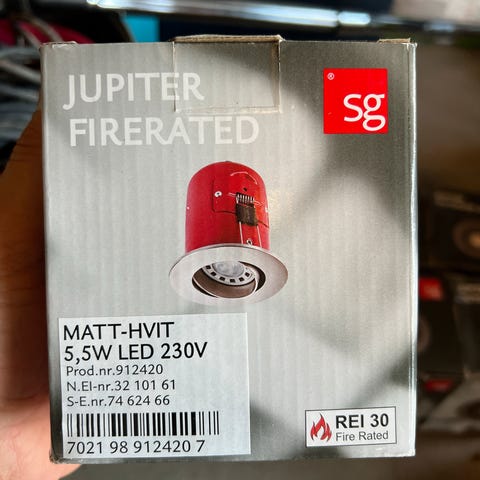 JUPITER
FIRERATED
® sg
MATT-HVIT
5,5W LED 230V
Prod.nr.912420
N.El-nr.32 101 61
S-E.nr.74 624 66
7021 98 912420 7
REI 30
Fire Rated